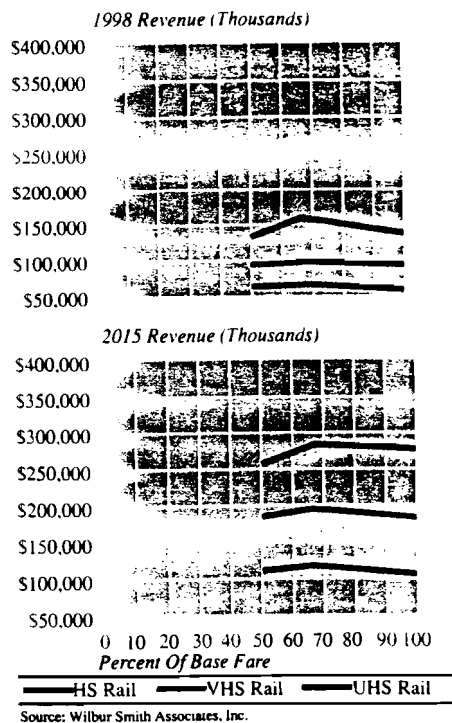 1998 Revenue (Thousands)
$400,000
$350,000
$300,000
$250,000
$200,000
$150,000
$100,000
$50,000
2015 Revenue (Thousands)
$400,000
$350,000
$300,000
$250,000
$200,000
$150,000
$100,000
$50,000
0 10 20 30 40 50 60 70 80 90 100
Percent Of Base Fare
HS Rail VHS Rail UHS Rail
Source: Wilbur Smith Associates, Inc.